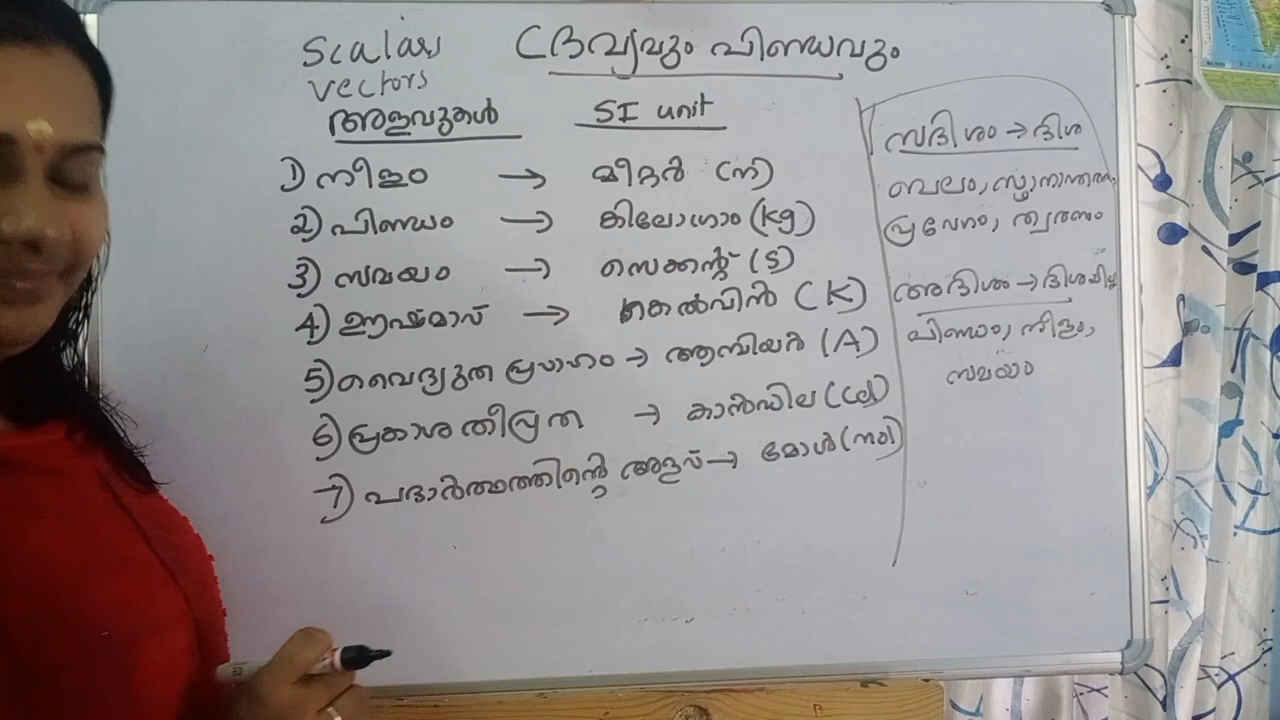 Scalars
vectors
ദ്രവ്യവും പിണ്ഡവും
അളവുകൾ SI unit
1) നീളം → മീറ്റർ (m)
2) പിണ്ഡം → കിലോഗ്രാം (kg)
3) സമയം → സെക്കന്റ് (s)
4) ഊഷ്മാവ് → കെൽവിൻ (K)
5) വൈദ്യുത പ്രവാഹം → ആമ്പിയർ (A)
6) പ്രകാശ തീവ്രത → കാൻഡില (Cd)
7) പദാർത്ഥത്തിന്റെ അളവ് → മോൾ (mol)
സദിശം → ദിശ
ബലം, സ്ഥാനാന്തരം,
പ്രവേഗം, ത്വരണം
അദിശം → ദിശയില്ല
പിണ്ഡം, നീളം,
സമയം